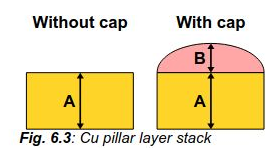 Without cap With cap
B
A A
Fig. 6.3: Cu pillar layer stack